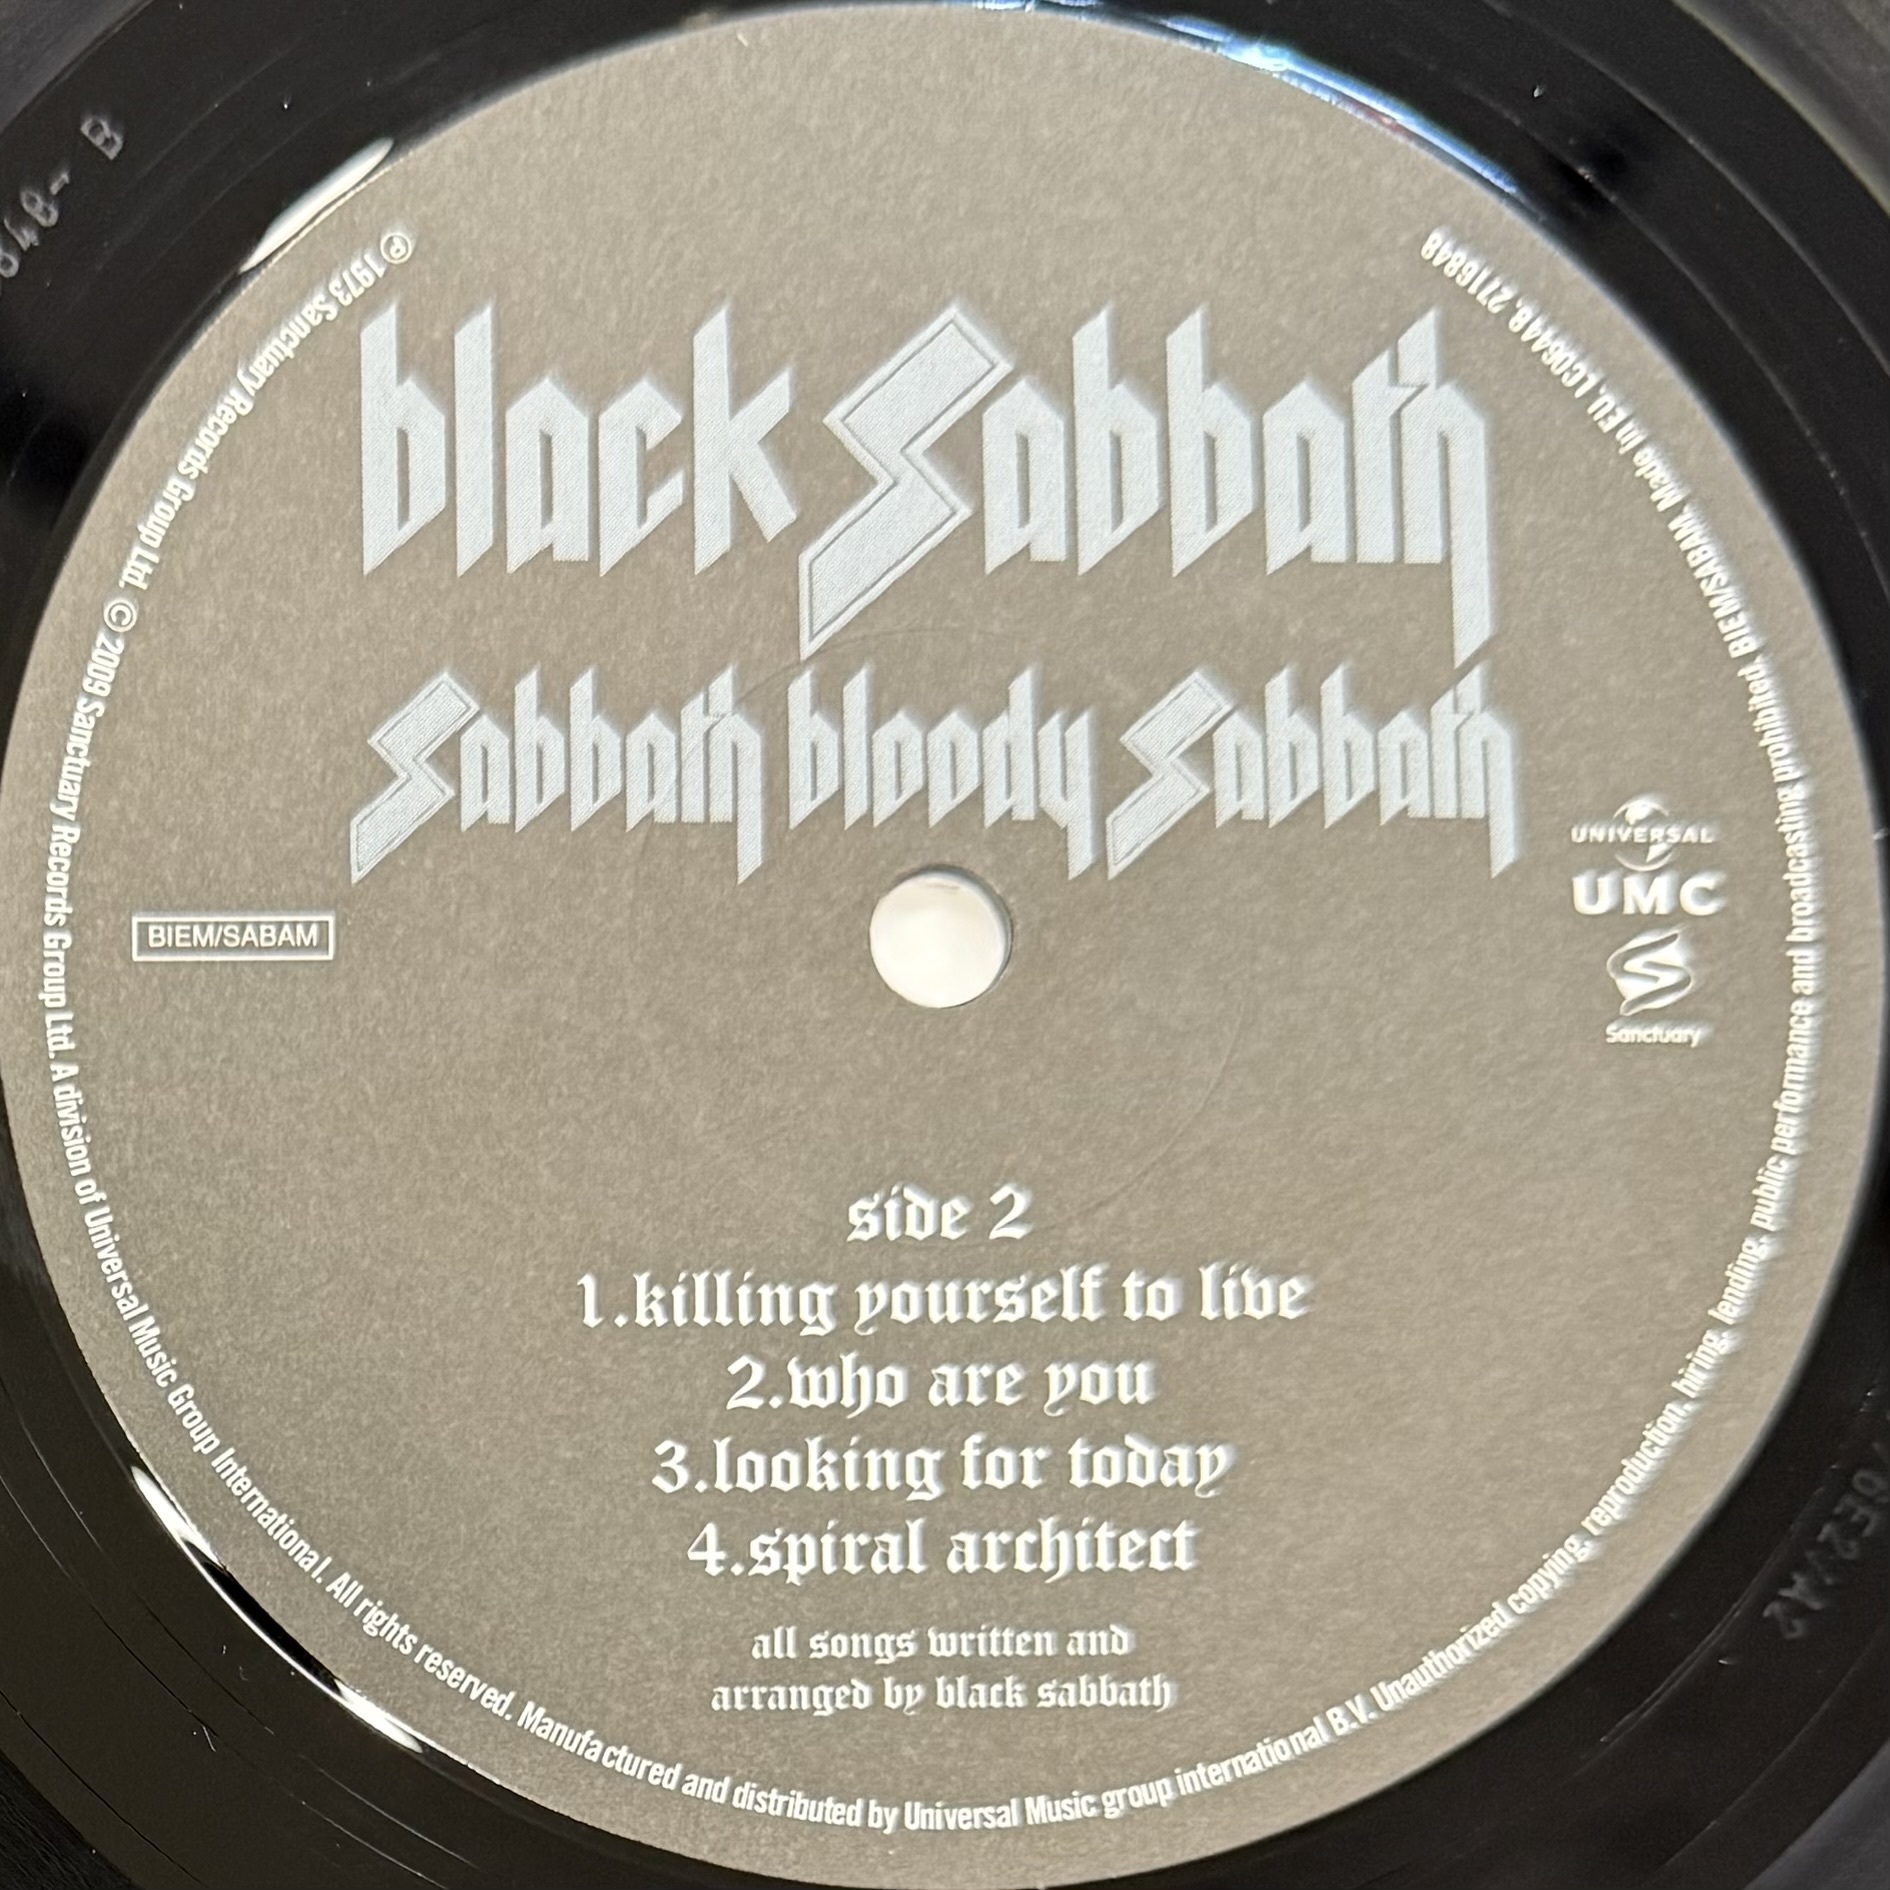 black Sabbath
Sabbath bloody Sabbath
BIEM/SABAM
UNIVERSAL
UMC
Sanctuary
side 2
1.killing yourself to live
2.who are you
3.looking for today
4.spiral architect
all songs written and
arranged by black sabbath
℗ 1973 Sanctuary Records Group Ltd. © 2009 Sanctuary Records Group Ltd. A division of Universal Music Group International. All rights reserved. Manufactured and distributed by Universal Music group international B.V. Unauthorized copying, reproduction, hiring, lending, public performance and broadcasting prohibited. BIEM/SABAM. Made in EU. LC06448. 2716848
B